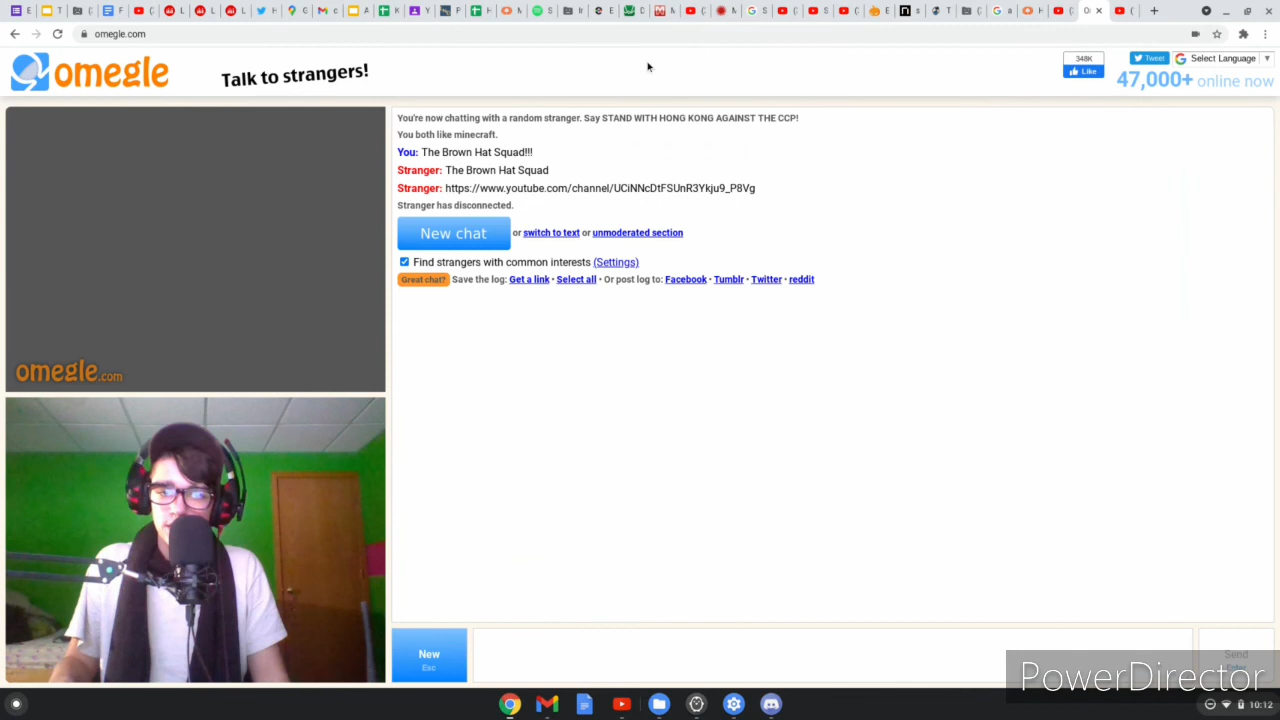 omegle.com
omegle
Talk to strangers!
348K
Like
Tweet
Select Language
47,000+ online now
You're now chatting with a random stranger. Say STAND WITH HONG KONG AGAINST THE CCP!
You both like minecraft.
You: The Brown Hat Squad!!!
Stranger: The Brown Hat Squad
Stranger: https://www.youtube.com/channel/UCiNNcDtFSUnR3Ykju9_P8Vg
Stranger has disconnected.
New chat or switch to text or unmoderated section
Find strangers with common interests (Settings)
Great chat? Save the log: Get a link • Select all • Or post log to: Facebook • Tumblr • Twitter • reddit
omegle.com
New
Esc
Send
Enter
PowerDirector
10:12